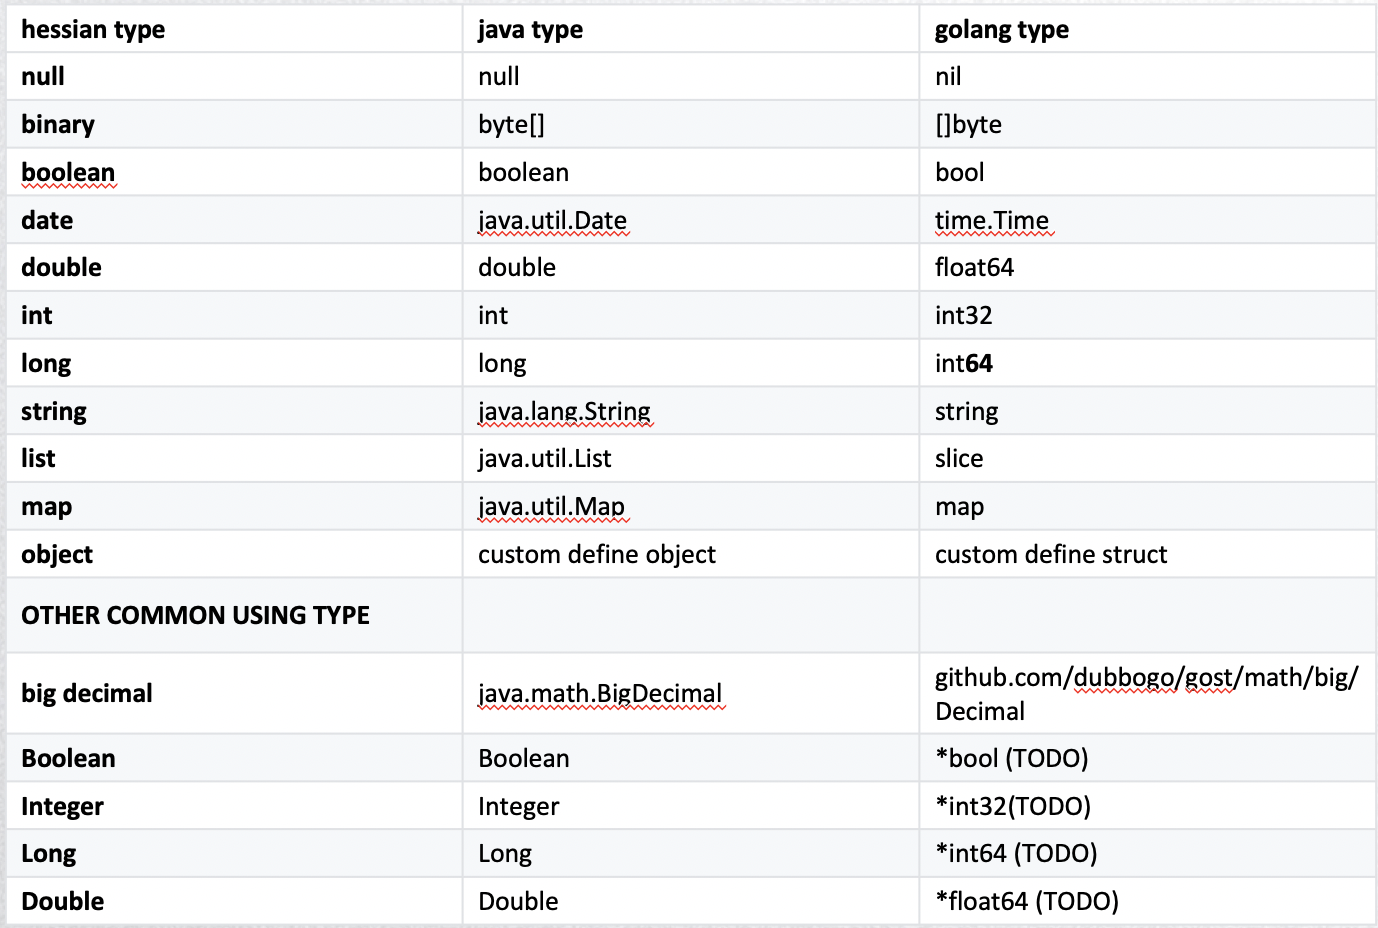 hessian type java type golang type
null null nil
binary byte[] []byte
boolean boolean bool
date java.util.Date time.Time
double double float64
int int int32
long long int64
string java.lang.String string
list java.util.List slice
map java.util.Map map
object custom define object custom define struct
OTHER COMMON USING TYPE
big decimal java.math.BigDecimal github.com/dubbogo/gost/math/big/
Decimal
Boolean Boolean *bool (TODO)
Integer Integer *int32(TODO)
Long Long *int64 (TODO)
Double Double *float64 (TODO)